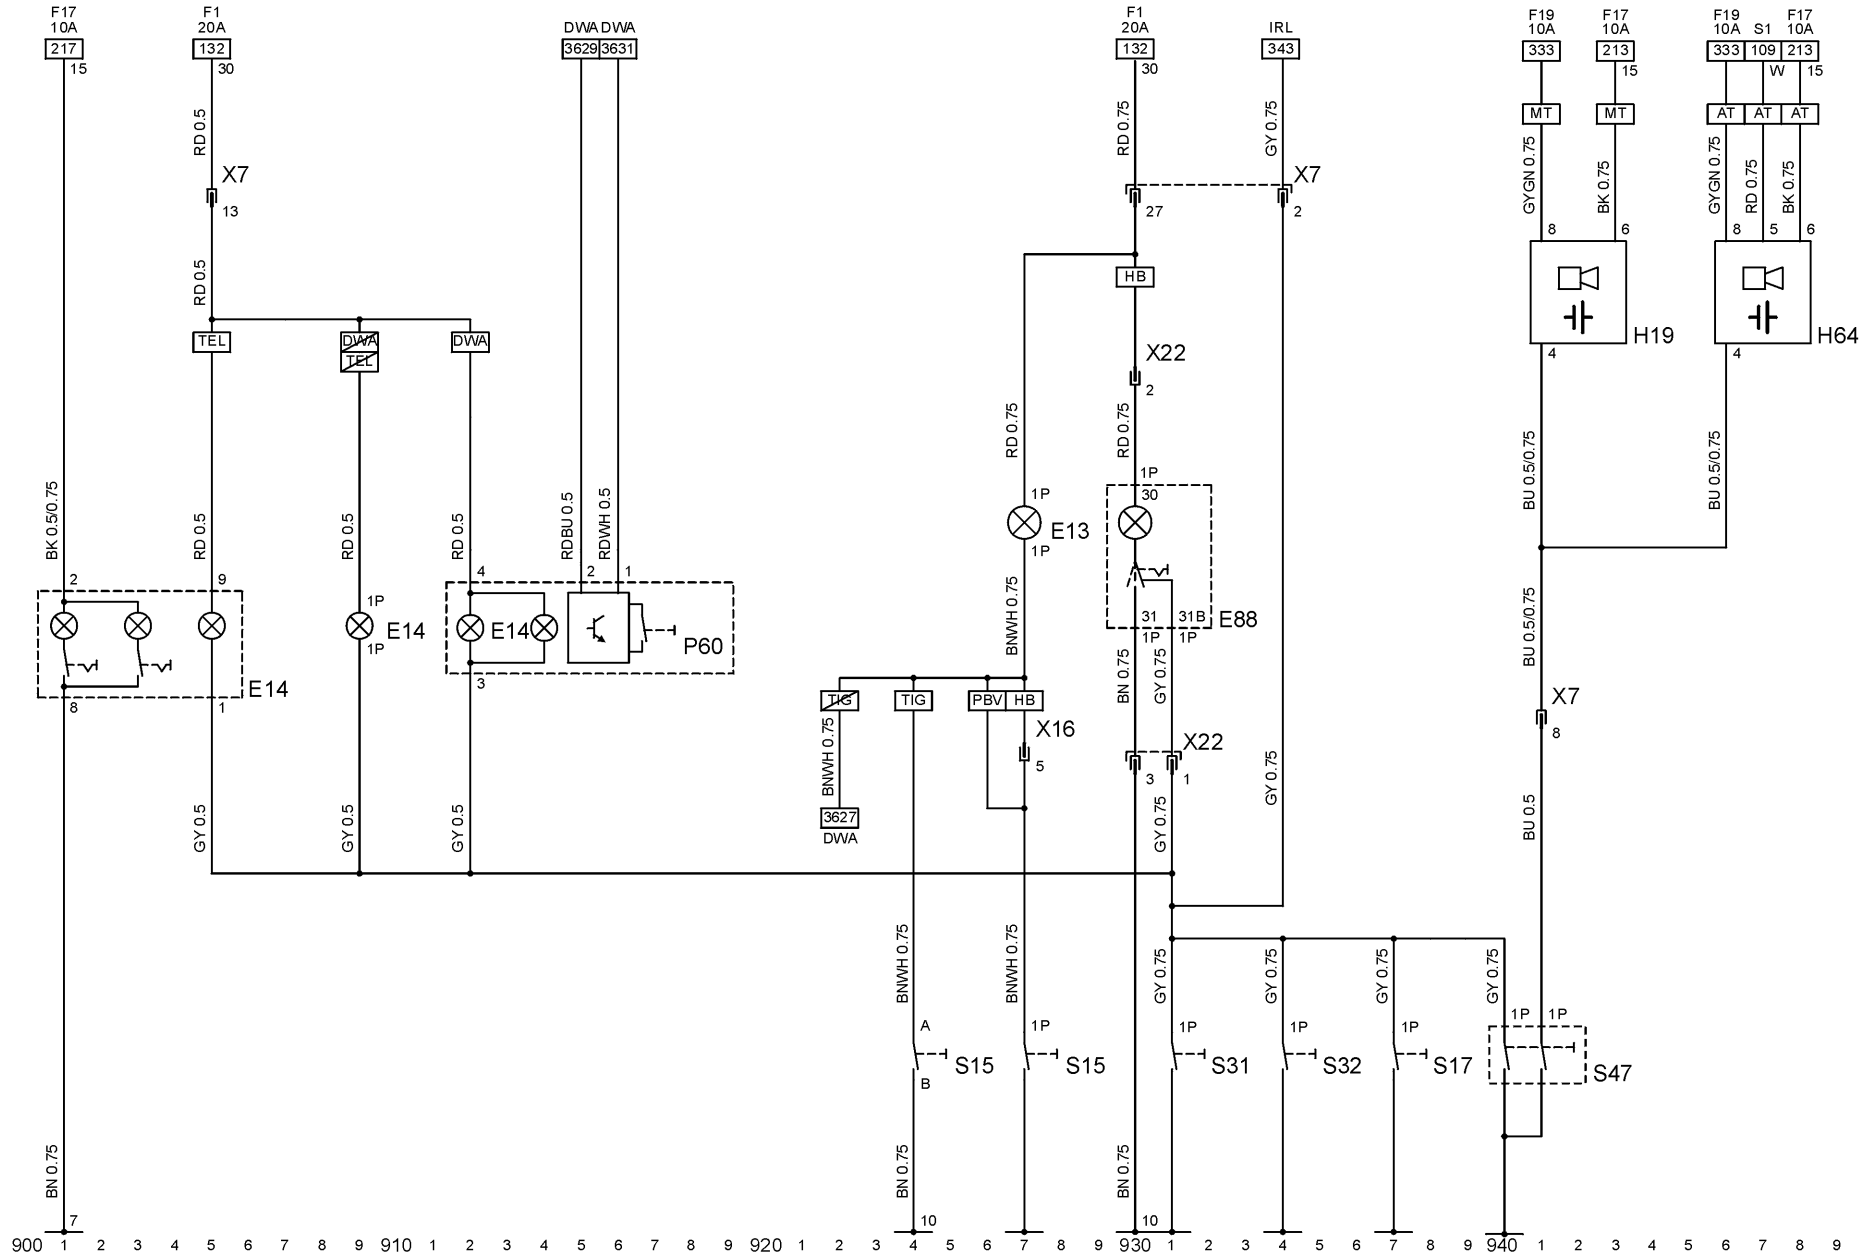 F17 F1 F1 F19 F17 F19 F17
10A 20A DWA DWA 20A IRL 10A 10A 10A S1 10A
217 132 3629 3631 132 343 333 213 333 109 213
15 30 30 15 W 15
MT MT AT AT AT
RD 0.5 RD 0.75 GY 0.75 GYGN 0.75 BK 0.75 GYGN 0.75 RD 0.75 BK 0.75
X7 X7
13 27 2
8 6 8 5 6
RD 0.5 HB
TEL DWA DWA H19 H64
TEL
X22 4 4
2
RD 0.75 RD 0.75 BU 0.5/0.75 BU 0.5/0.75
1P 1P
30
BK 0.5/0.75 RD 0.5 RD 0.5 RD 0.5 RDBU 0.5 RDWH 0.5
E13
1P
2 9 4 2 1
1P
E14 E14 P60
1P
BNWH 0.75 31 31B E88 BU 0.5/0.75
1P 1P
E14 3 BN 0.75 GY 0.75
8 1
TIG TIG PBV HB X7
X16 8
5
X22
3 1
BNWH 0.75 GY 0.75
3627
DWA
GY 0.5 GY 0.5 GY 0.5 GY 0.75 BU 0.5
BNWH 0.75 BNWH 0.75 GY 0.75 GY 0.75 GY 0.75 GY 0.75
A 1P 1P 1P 1P 1P 1P
S15 S15 S31 S32 S17 S47
B
BN 0.75 BN 0.75 BN 0.75
7 10 10
900 1 2 3 4 5 6 7 8 9 910 1 2 3 4 5 6 7 8 9 920 1 2 3 4 5 6 7 8 9 930 1 2 3 4 5 6 7 8 9 940 1 2 3 4 5 6 7 8 9